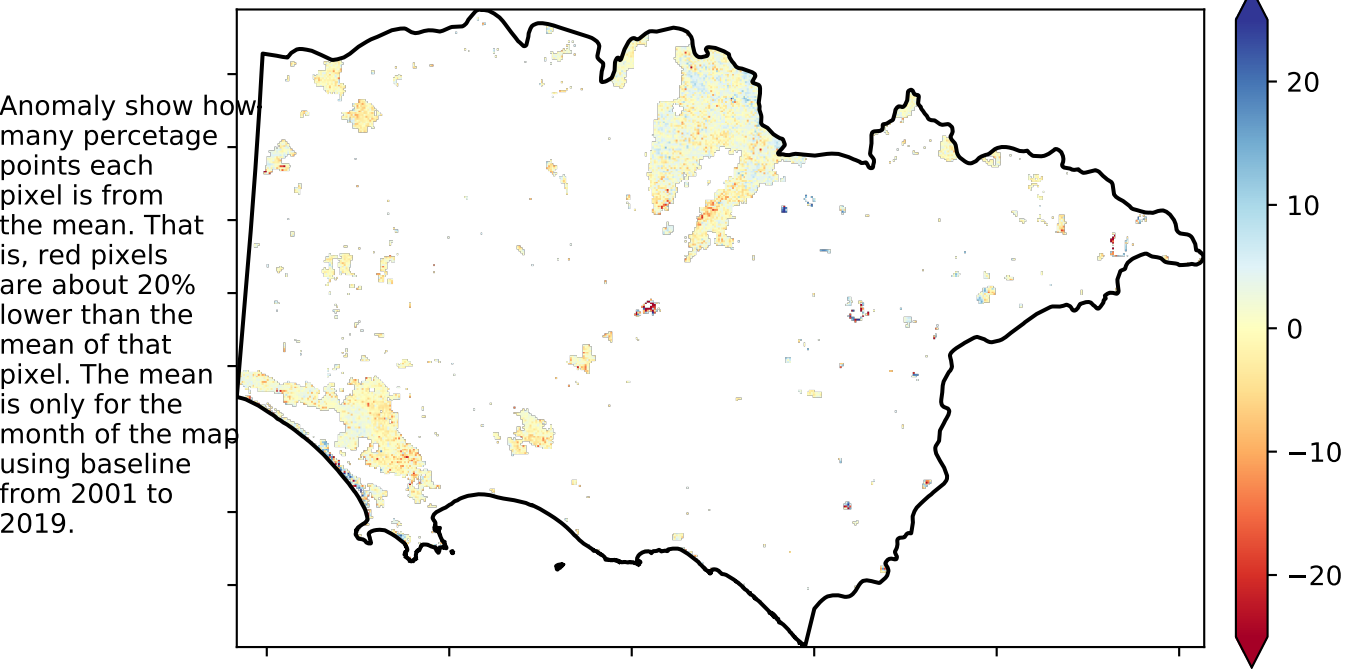 Anomaly show how
many percetage
points each
pixel is from
the mean. That
is, red pixels
are about 20%
lower than the
mean of that
pixel. The mean
is only for the
month of the map
using baseline
from 2001 to
2019.
20
10
0
−10
−20